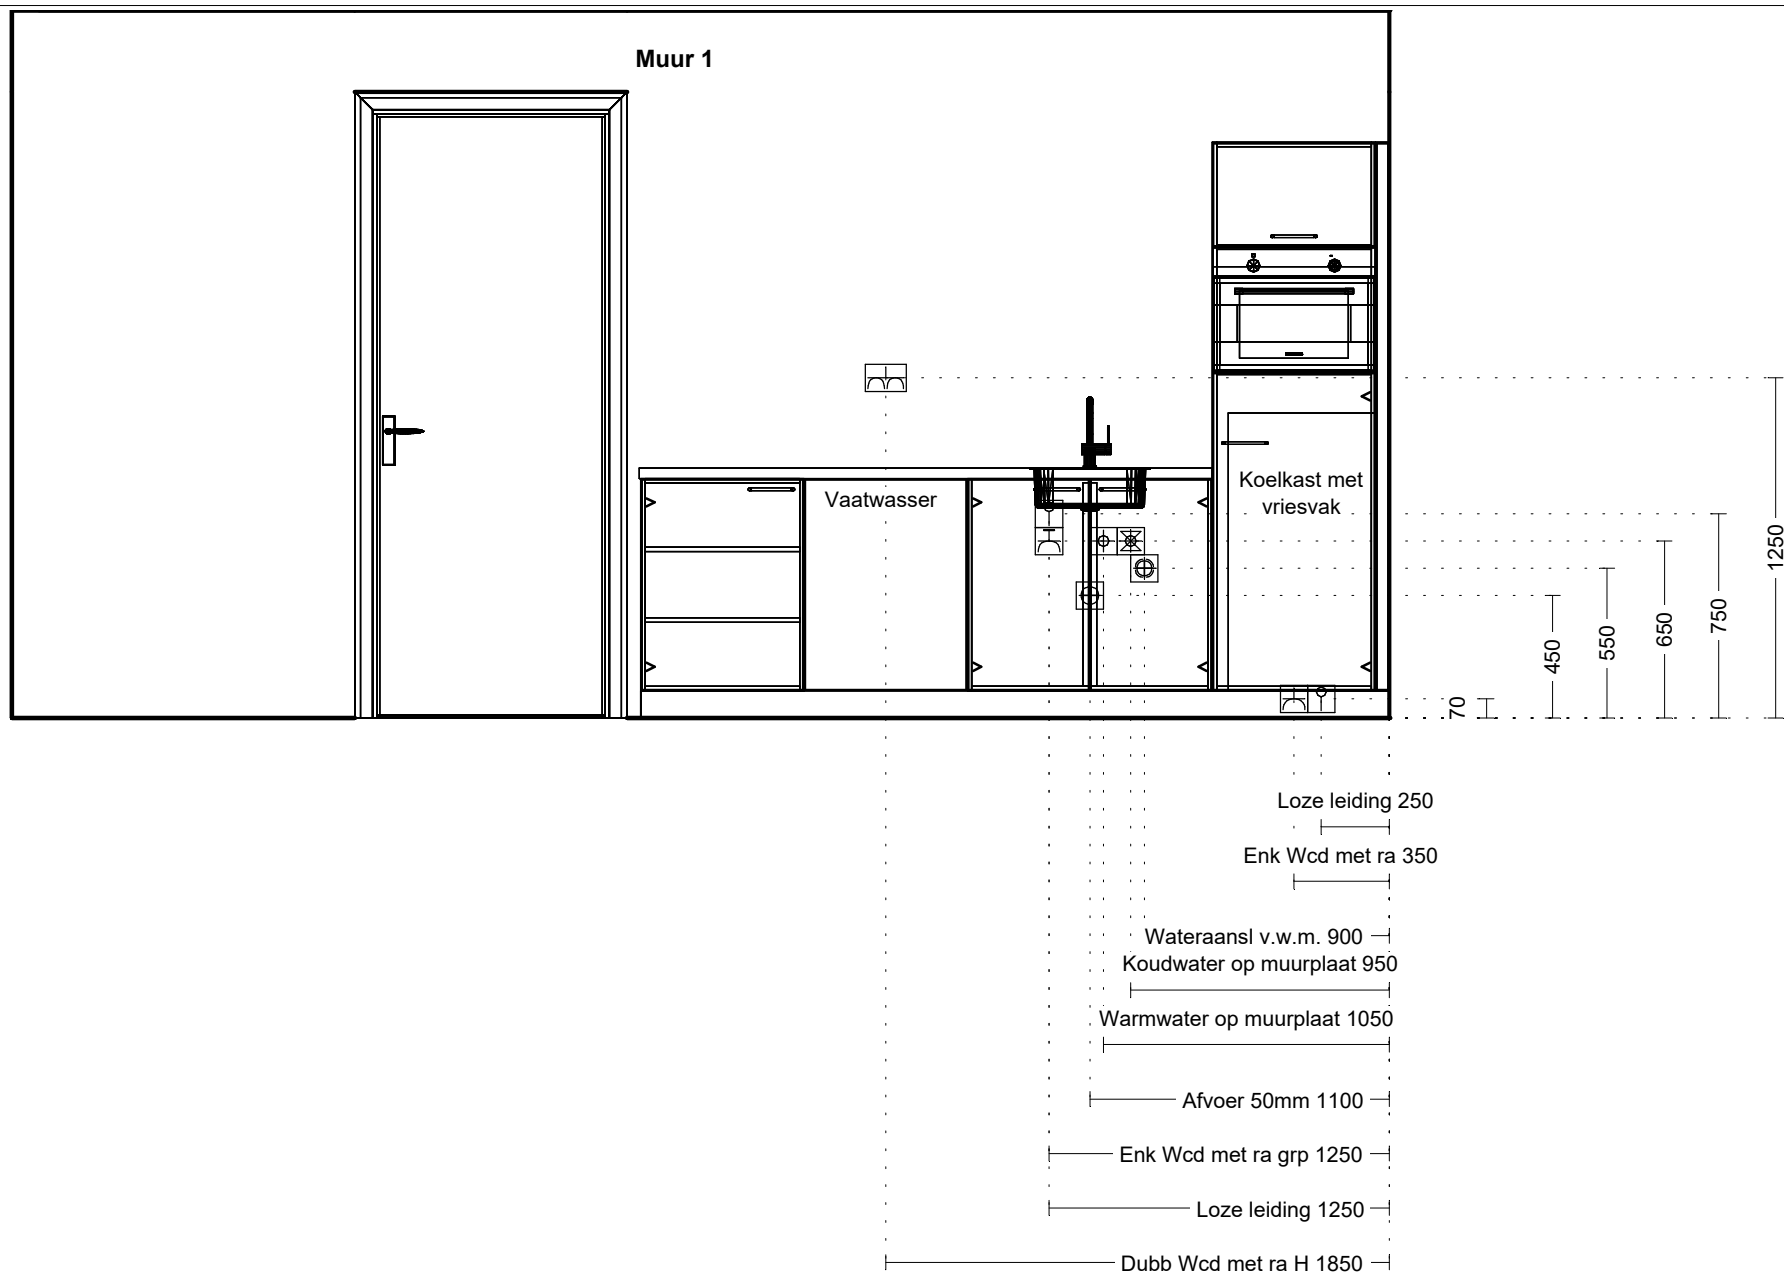 Muur 1
Vaatwasser
Koelkast met
vriesvak
1250
750
650
550
450
70
Loze leiding 250
Enk Wcd met ra 350
Wateraansl v.w.m. 900
Koudwater op muurplaat 950
Warmwater op muurplaat 1050
Afvoer 50mm 1100
Enk Wcd met ra grp 1250
Loze leiding 1250
Dubb Wcd met ra H 1850